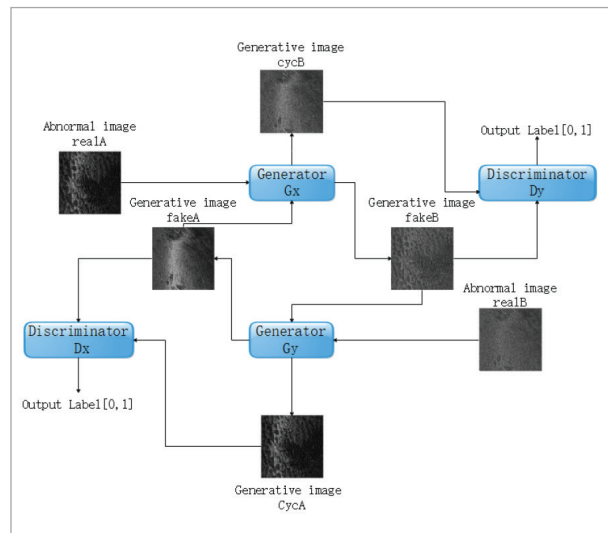 Generative image
cycB
Abnormal image
realA
Output Label[0,1]
Generator
Gx
Discriminator
Dy
Generative image
fakeA
Generative image
fakeB
Abnormal image
realB
Discriminator
Dx
Generator
Gy
Output Label[0,1]
Generative image
CycA